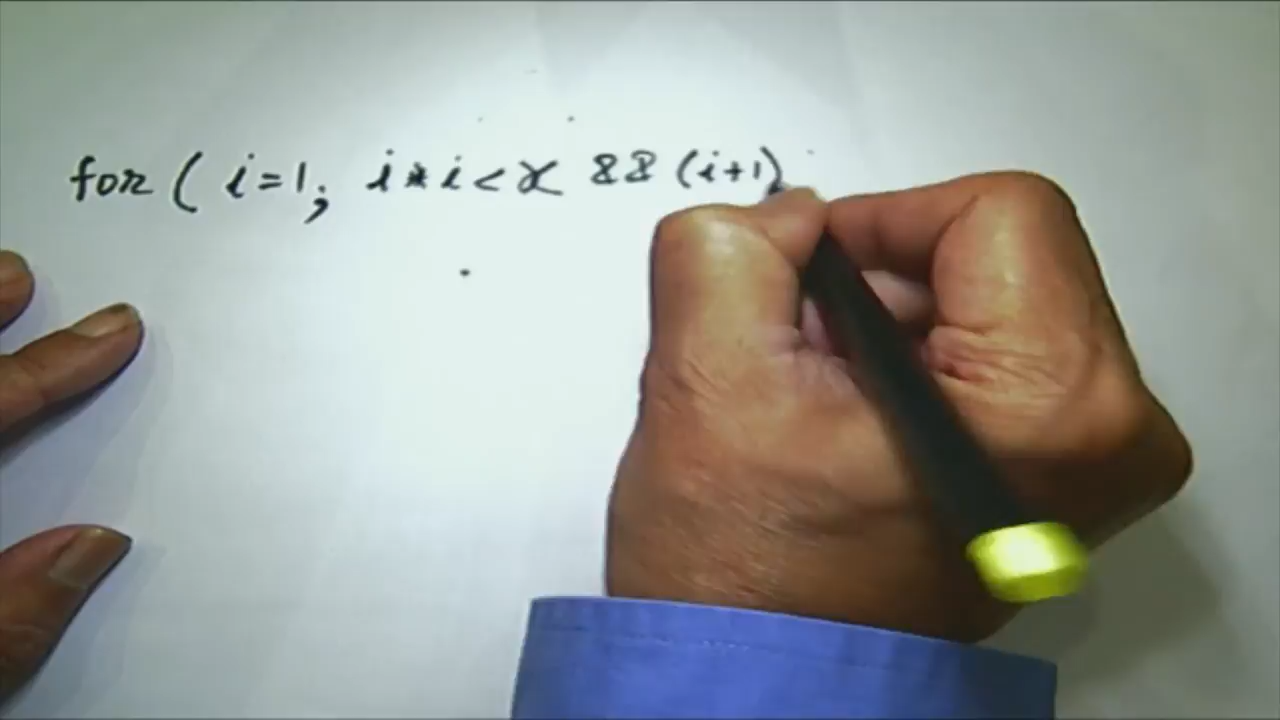 for ( i=1; i*i<x && (i+1)